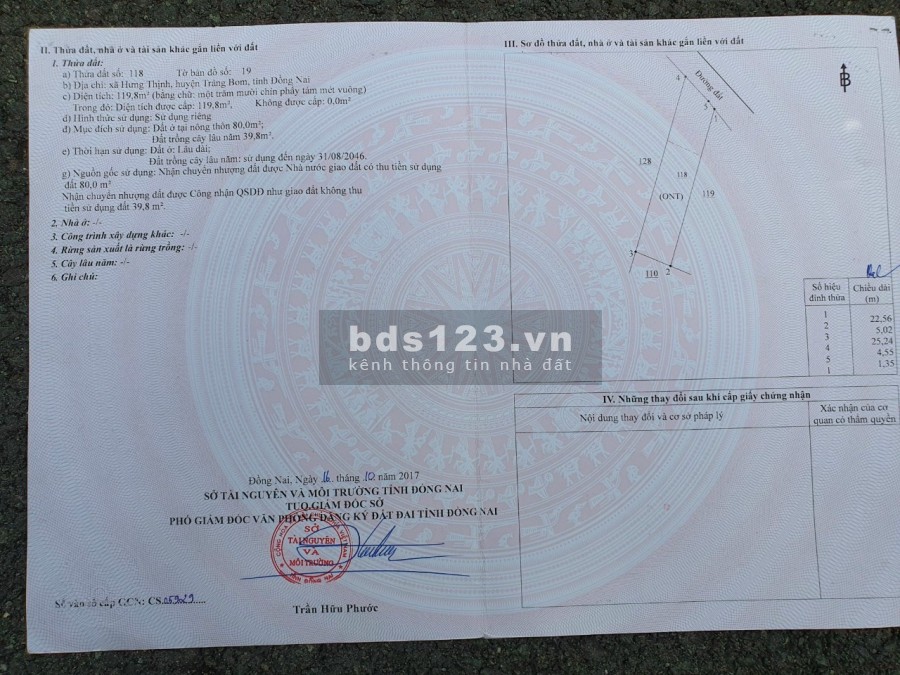 II. Thửa đất, nhà ở và tài sản khác gắn liền với đất
1. Thửa đất:
a) Thửa đất số: 118 Tờ bản đồ số: 19
b) Địa chỉ: xã Hưng Thịnh, huyện Trảng Bom, tỉnh Đồng Nai
c) Diện tích: 119,8m² (bằng chữ: một trăm mười chín phẩy tám mét vuông)
Trong đó: Diện tích được cấp: 119,8m², Không được cấp: 0,0m²
d) Hình thức sử dụng: Sử dụng riêng
đ) Mục đích sử dụng: Đất ở tại nông thôn 80,0m²;
Đất trồng cây lâu năm 39,8m².
e) Thời hạn sử dụng: Đất ở: Lâu dài;
Đất trồng cây lâu năm: sử dụng đến ngày 31/08/2046.
g) Nguồn gốc sử dụng: Nhận chuyển nhượng đất được Nhà nước giao đất có thu tiền sử dụng
đất 80,0 m²
Nhận chuyển nhượng đất được Công nhận QSDĐ như giao đất không thu
tiền sử dụng đất 39,8 m².
2. Nhà ở: -/-
3. Công trình xây dựng khác: -/-
4. Rừng sản xuất là rừng trồng: -/-
5. Cây lâu năm: -/-
6. Ghi chú:
Đồng Nai, Ngày 16 tháng 10 năm 2017
SỞ TÀI NGUYÊN VÀ MÔI TRƯỜNG TỈNH ĐỒNG NAI
TUQ.GIÁM ĐỐC SỞ
PHÓ GIÁM ĐỐC VĂN PHÒNG ĐĂNG KÝ ĐẤT ĐAI TỈNH ĐỒNG NAI
SỞ
TÀI NGUYÊN
VÀ
MÔI TRƯỜNG
TỈNH ĐỒNG NAI
Trần Hữu Phước
Số vào sổ cấp GCN: CS.05929.....
III. Sơ đồ thửa đất, nhà ở và tài sản khác gắn liền với đất
B
Đường đất
4
5
1
128
118
(ONT)
119
3
110
2
Số hiệu đỉnh thửa Chiều dài (m)
1
22,56
2
5,02
3
25,24
4
4,55
5
1,35
1
IV. Những thay đổi sau khi cấp giấy chứng nhận
Nội dung thay đổi và cơ sở pháp lý
Xác nhận của cơ
quan có thẩm quyền
bds123.vn
kênh thông tin nhà đất